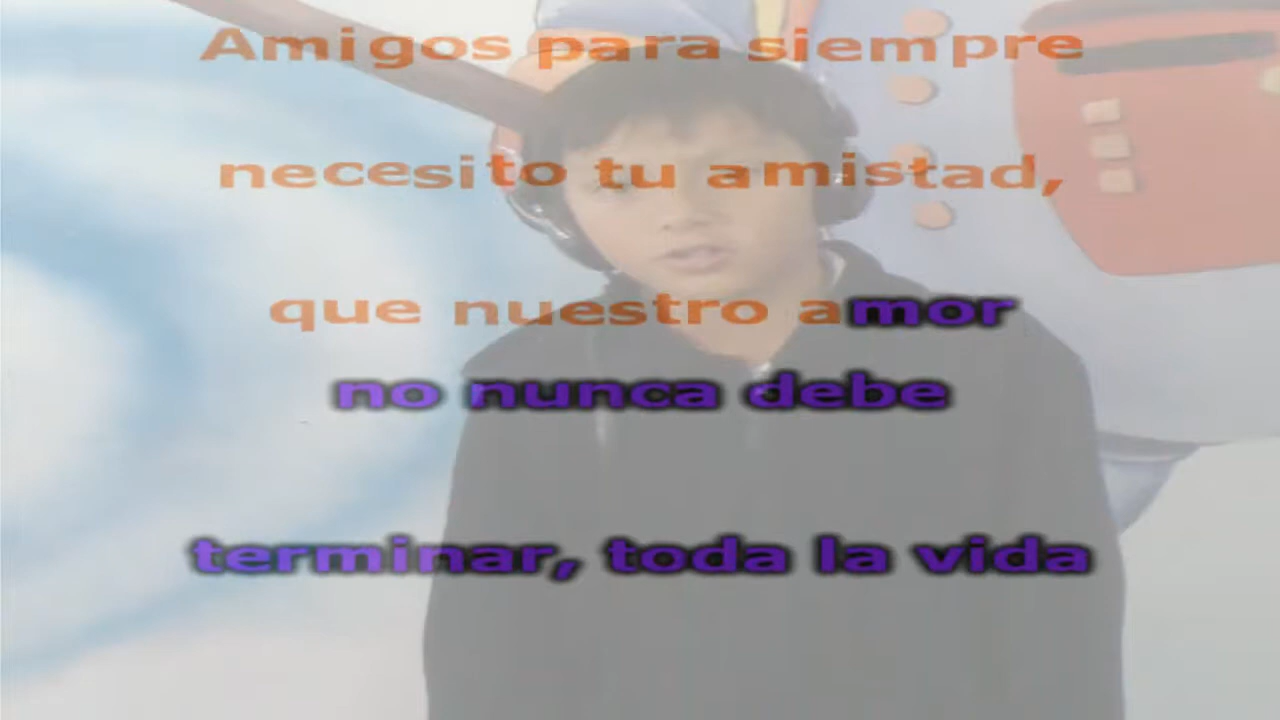 Amigos para siempre
necesito tu amistad,
que nuestro amor
no nunca debe
terminar, toda la vida